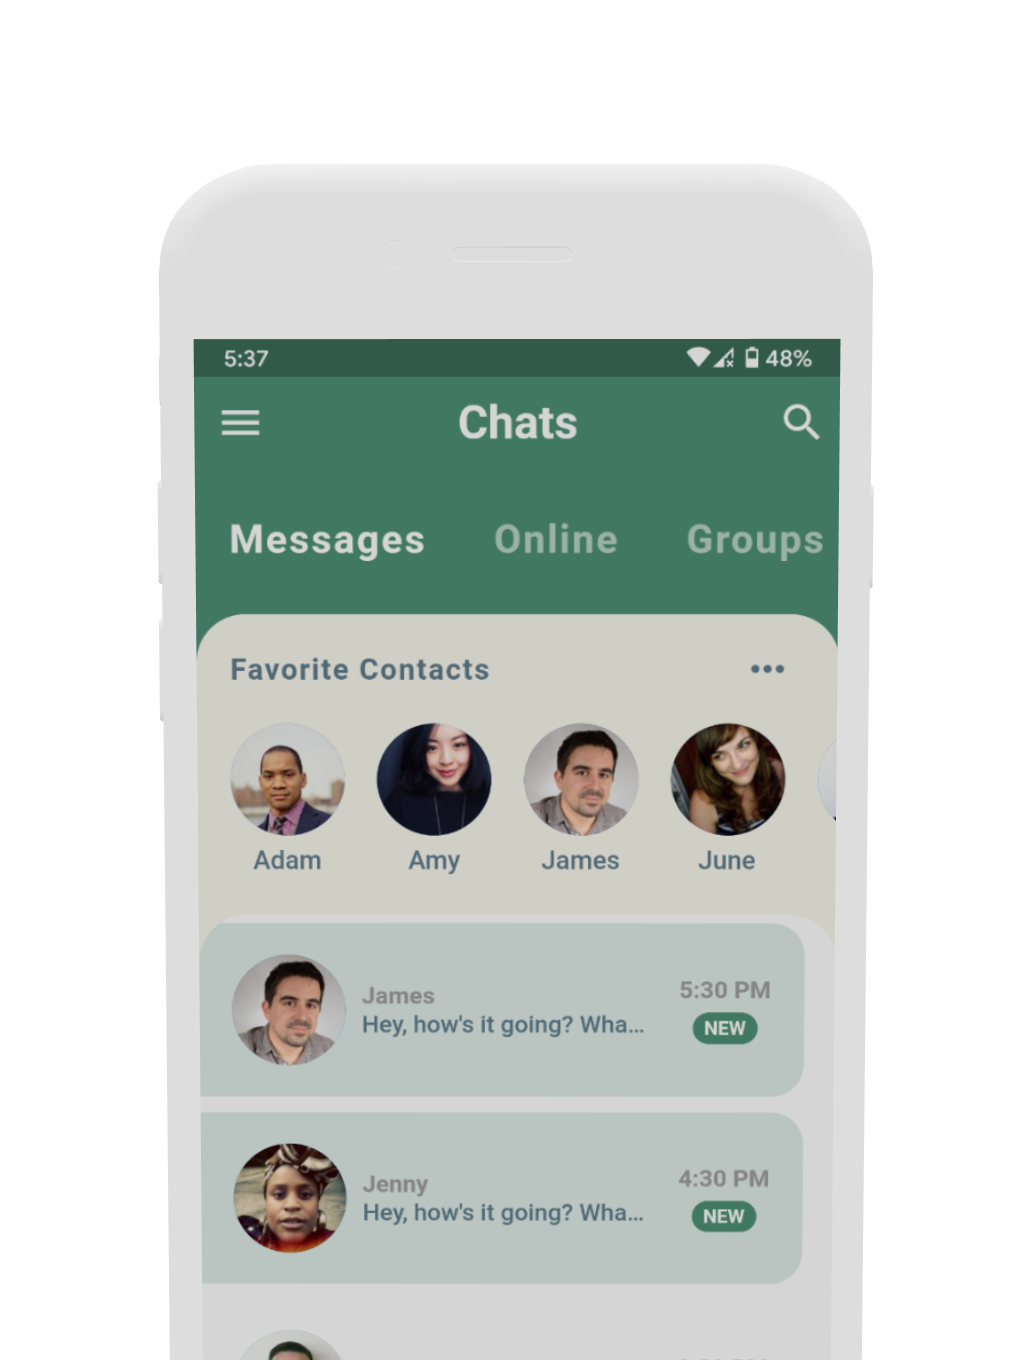 5:37 48%
Chats
Messages Online Groups
Favorite Contacts
Adam Amy James June
James 5:30 PM
Hey, how's it going? Wha... NEW
Jenny 4:30 PM
Hey, how's it going? Wha... NEW